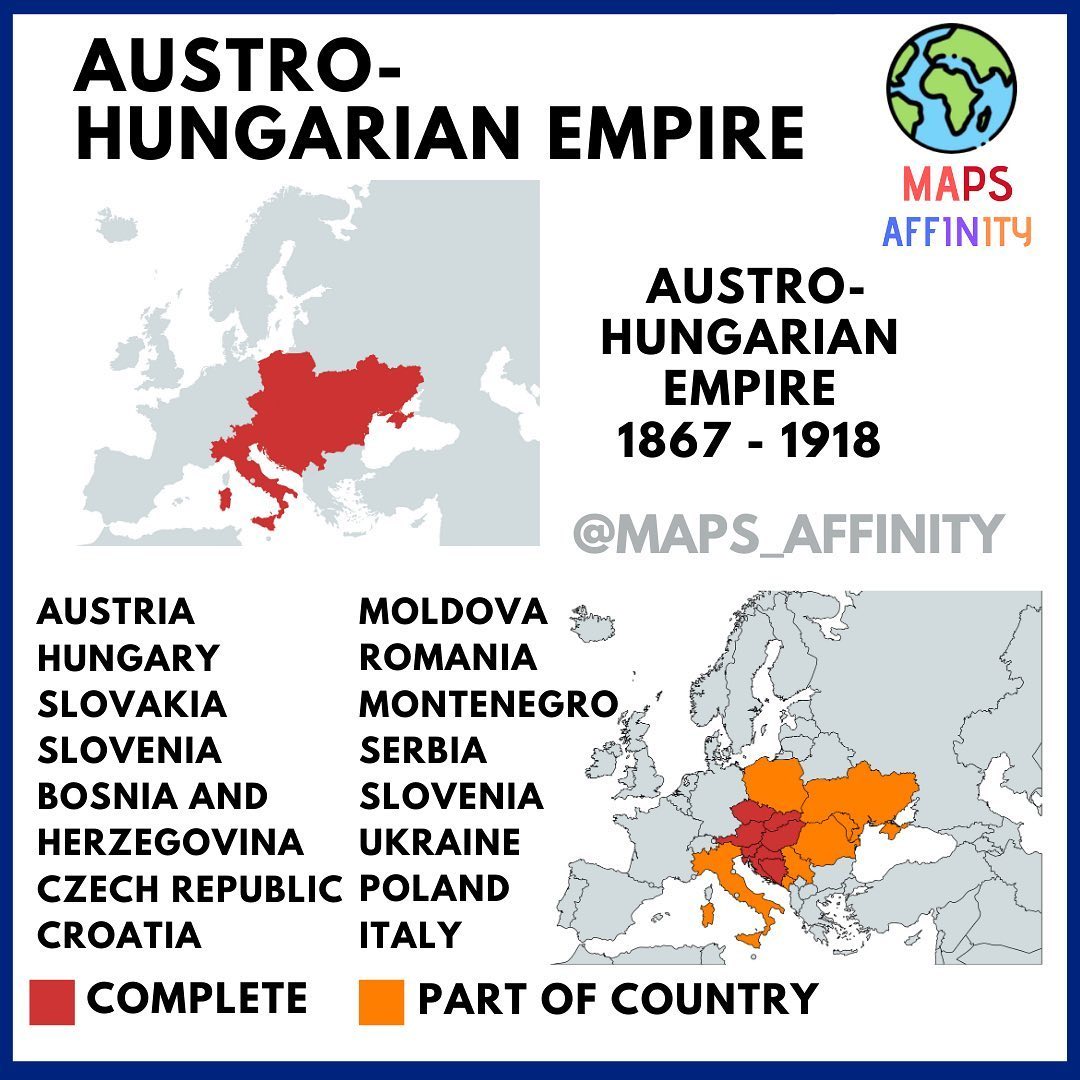 AUSTRO-
HUNGARIAN EMPIRE
MAPS
AFFINITY
AUSTRO-
HUNGARIAN
EMPIRE
1867 - 1918
@MAPS_AFFINITY
AUSTRIA
HUNGARY
SLOVAKIA
SLOVENIA
BOSNIA AND
HERZEGOVINA
CZECH REPUBLIC
CROATIA
MOLDOVA
ROMANIA
MONTENEGRO
SERBIA
SLOVENIA
UKRAINE
POLAND
ITALY
COMPLETE
PART OF COUNTRY